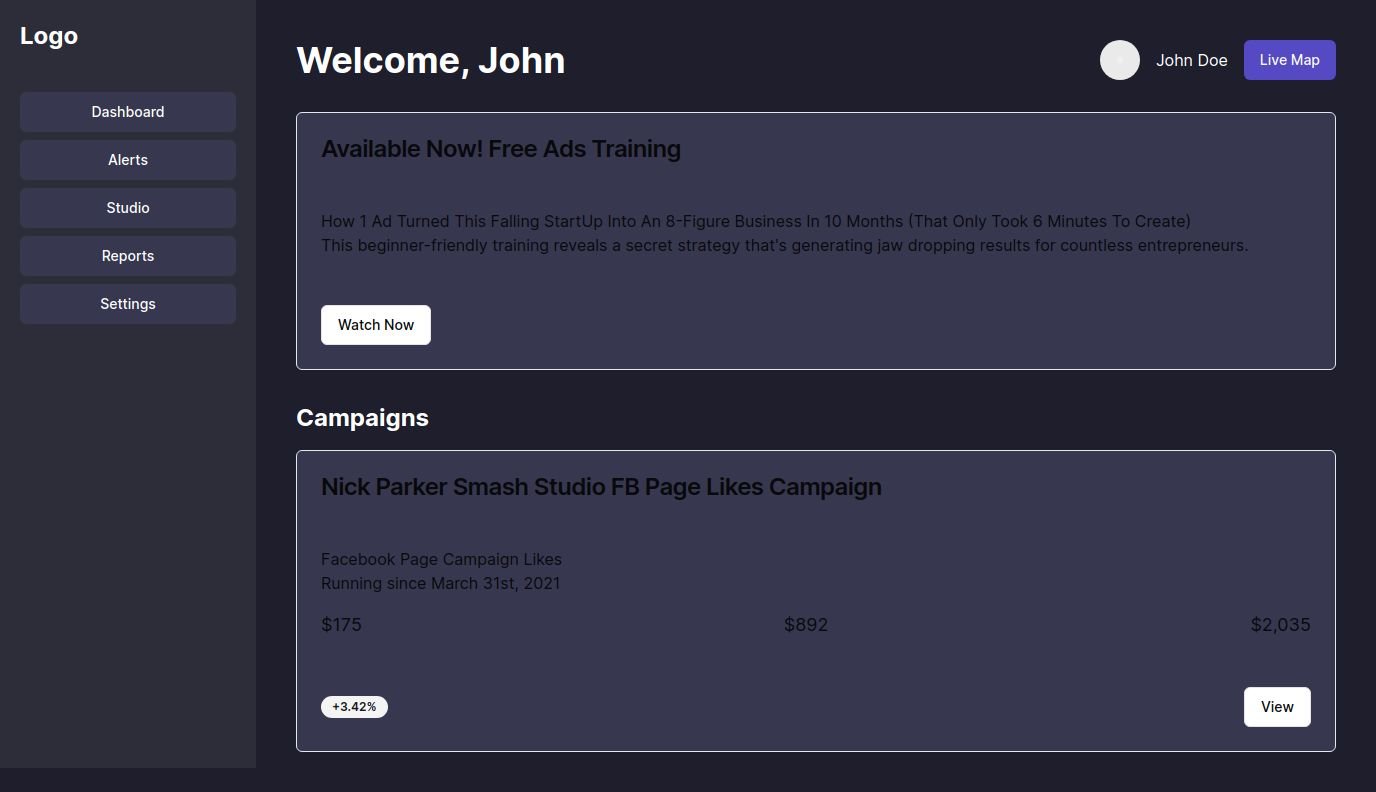 Logo
Dashboard
Alerts
Studio
Reports
Settings
Welcome, John
John Doe
Live Map
Available Now! Free Ads Training
How 1 Ad Turned This Falling StartUp Into An 8-Figure Business In 10 Months (That Only Took 6 Minutes To Create)
This beginner-friendly training reveals a secret strategy that's generating jaw dropping results for countless entrepreneurs.
Watch Now
Campaigns
Nick Parker Smash Studio FB Page Likes Campaign
Facebook Page Campaign Likes
Running since March 31st, 2021
$175 $892 $2,035
+3.42% View